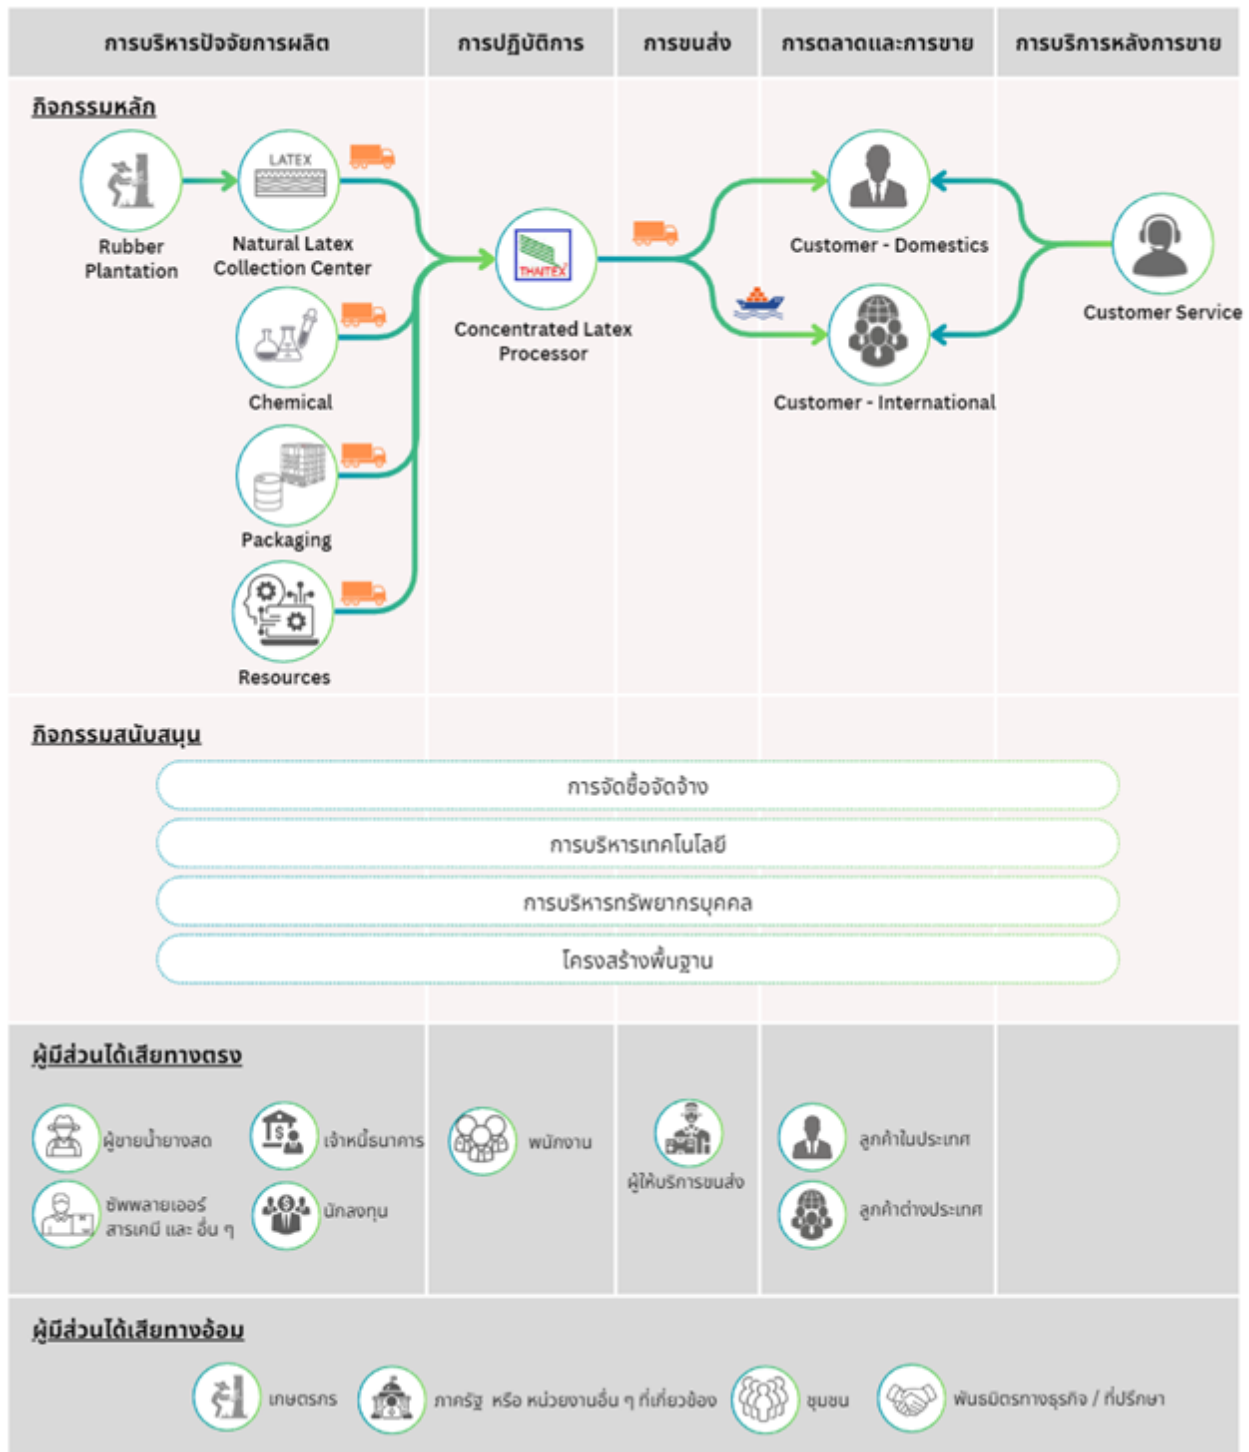 การบริหารปัจจัยการผลิต
การปฏิบัติการ
การขนส่ง
การตลาดและการขาย
การบริการหลังการขาย
กิจกรรมหลัก
LATEX
Rubber
Plantation
Natural Latex
Collection Center
THAITEX
Customer - Domestics
Customer Service
Concentrated Latex
Processor
Chemical
Customer - International
Packaging
Resources
กิจกรรมสนับสนุน
การจัดซื้อจัดจ้าง
การบริหารเทคโนโลยี
การบริหารทรัพยากรบุคคล
โครงสร้างพื้นฐาน
ผู้มีส่วนได้เสียทางตรง
ผู้ขายน้ำยางสด
เจ้าหนี้ธนาคาร
พนักงาน
ผู้ให้บริการขนส่ง
ลูกค้าในประเทศ
ซัพพลายเออร์
สารเคมี และ อื่น ๆ
นักลงทุน
ลูกค้าต่างประเทศ
ผู้มีส่วนได้เสียทางอ้อม
เกษตรกร
ภาครัฐ หรือ หน่วยงานอื่น ๆ ที่เกี่ยวข้อง
ชุมชน
พันธมิตรทางธุรกิจ / ที่ปรึกษา